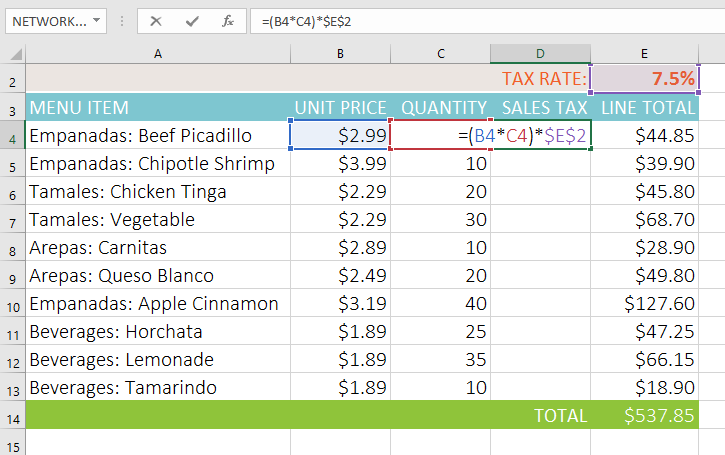 NETWORK... =(B4*C4)*$E$2
A B C D E
2 TAX RATE: 7.5%
3 MENU ITEM UNIT PRICE QUANTITY SALES TAX LINE TOTAL
4 Empanadas: Beef Picadillo $2.99 =(B4*C4)*$E$2 $44.85
5 Empanadas: Chipotle Shrimp $3.99 10 $39.90
6 Tamales: Chicken Tinga $2.29 20 $45.80
7 Tamales: Vegetable $2.29 30 $68.70
8 Arepas: Carnitas $2.89 10 $28.90
9 Arepas: Queso Blanco $2.49 20 $49.80
10 Empanadas: Apple Cinnamon $3.19 40 $127.60
11 Beverages: Horchata $1.89 25 $47.25
12 Beverages: Lemonade $1.89 35 $66.15
13 Beverages: Tamarindo $1.89 10 $18.90
14 TOTAL $537.85
15